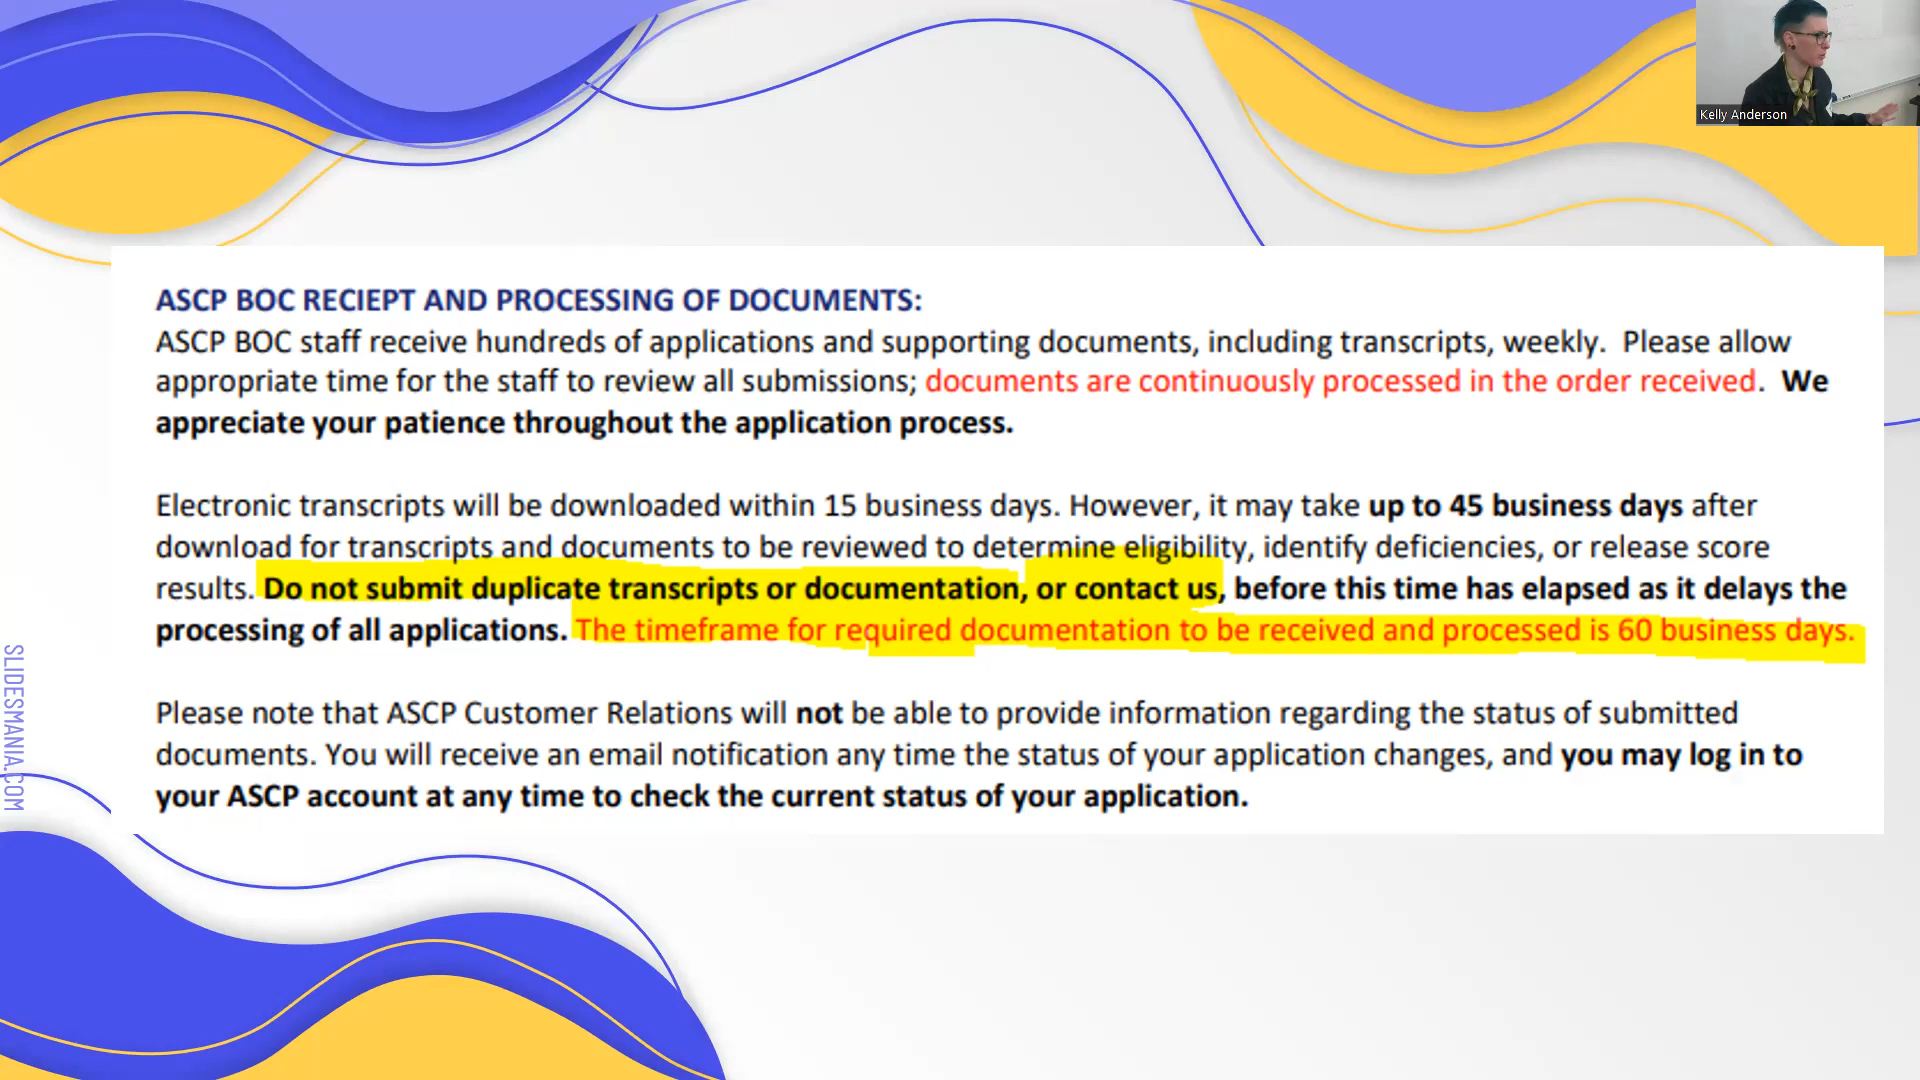 Kelly Anderson
ASCP BOC RECIEPT AND PROCESSING OF DOCUMENTS:
ASCP BOC staff receive hundreds of applications and supporting documents, including transcripts, weekly.  Please allow
appropriate time for the staff to review all submissions; documents are continuously processed in the order received.  We
appreciate your patience throughout the application process.
Electronic transcripts will be downloaded within 15 business days. However, it may take up to 45 business days after
download for transcripts and documents to be reviewed to determine eligibility, identify deficiencies, or release score
results. Do not submit duplicate transcripts or documentation, or contact us, before this time has elapsed as it delays the
processing of all applications. The timeframe for required documentation to be received and processed is 60 business days.
Please note that ASCP Customer Relations will not be able to provide information regarding the status of submitted
documents. You will receive an email notification any time the status of your application changes, and you may log in to
your ASCP account at any time to check the current status of your application.
SLIDESMANIA.COM